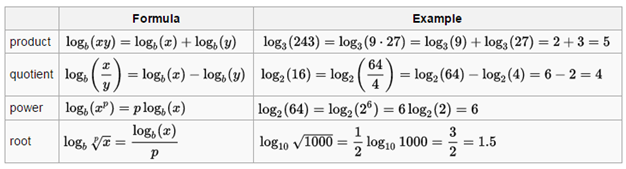 Formula Example
product log_b(xy) = log_b(x) + log_b(y) log_3(243) = log_3(9 · 27) = log_3(9) + log_3(27) = 2 + 3 = 5
quotient log_b(x/y) = log_b(x) − log_b(y) log_2(16) = log_2(64/4) = log_2(64) − log_2(4) = 6 − 2 = 4
power log_b(x^p) = p log_b(x) log_2(64) = log_2(2^6) = 6 log_2(2) = 6
root log_b ᵖ√x = log_b(x)/p log_10 √1000 = 1/2 log_10 1000 = 3/2 = 1.5